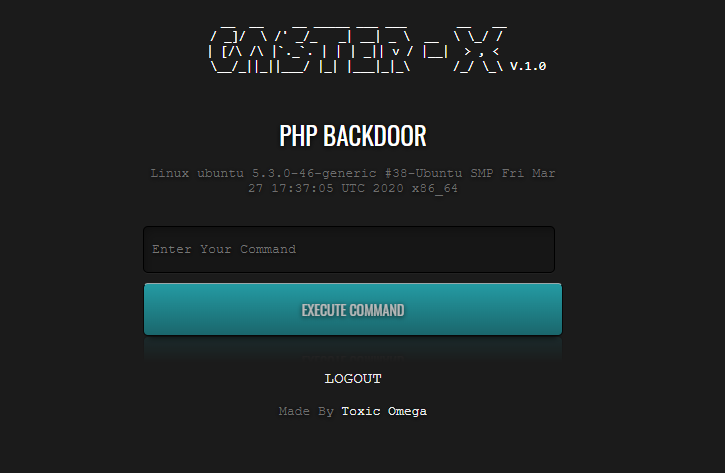 CASTER - X V.1.0
PHP BACKDOOR
Linux ubuntu 5.3.0-46-generic #38-Ubuntu SMP Fri Mar
27 17:37:05 UTC 2020 x86_64
Enter Your Command
EXECUTE COMMAND
LOGOUT
Made By Toxic Omega